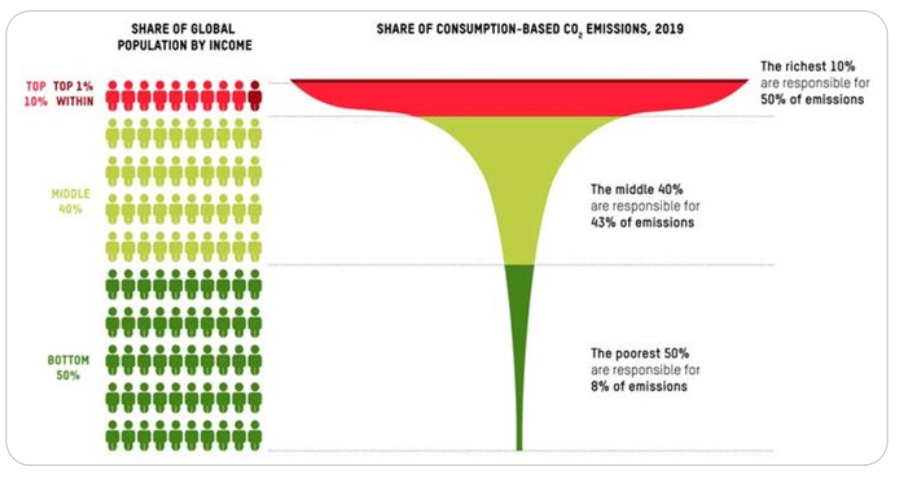 SHARE OF GLOBAL
POPULATION BY INCOME
SHARE OF CONSUMPTION-BASED CO₂ EMISSIONS, 2019
TOP TOP 1%
10% WITHIN
The richest 10%
are responsible for
50% of emissions
MIDDLE
40%
The middle 40%
are responsible for
43% of emissions
BOTTOM
50%
The poorest 50%
are responsible for
8% of emissions